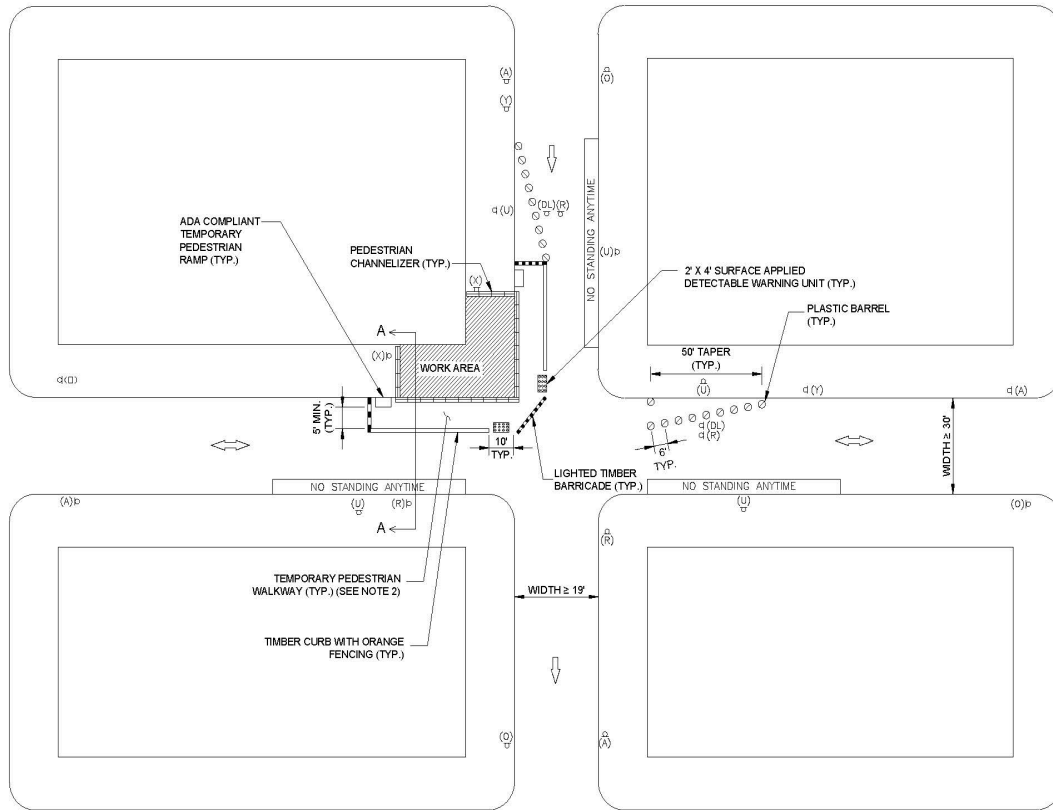 (A)
(Y)
(O)
ADA COMPLIANT
TEMPORARY
PEDESTRIAN
RAMP (TYP.)
PEDESTRIAN
CHANNELIZER (TYP.)
(U)
(DL)(R)
NO STANDING ANYTIME
(U)
2' X 4' SURFACE APPLIED
DETECTABLE WARNING UNIT (TYP.)
(X)
PLASTIC BARREL
(TYP.)
A
(X)
WORK AREA
50' TAPER
(TYP.)
(U)
(Y)
(A)
5' MIN.
(TYP.)
10'
TYP.
(DL)
(R)
6'
TYP.
WIDTH ≥ 30'
LIGHTED TIMBER
BARRICADE (TYP.)
NO STANDING ANYTIME
NO STANDING ANYTIME
(A)
(U)
(R)
(U)
(O)
A
(R)
TEMPORARY PEDESTRIAN
WALKWAY (TYP.) (SEE NOTE 2)
WIDTH ≥ 19'
TIMBER CURB WITH ORANGE
FENCING (TYP.)
(O)
(A)